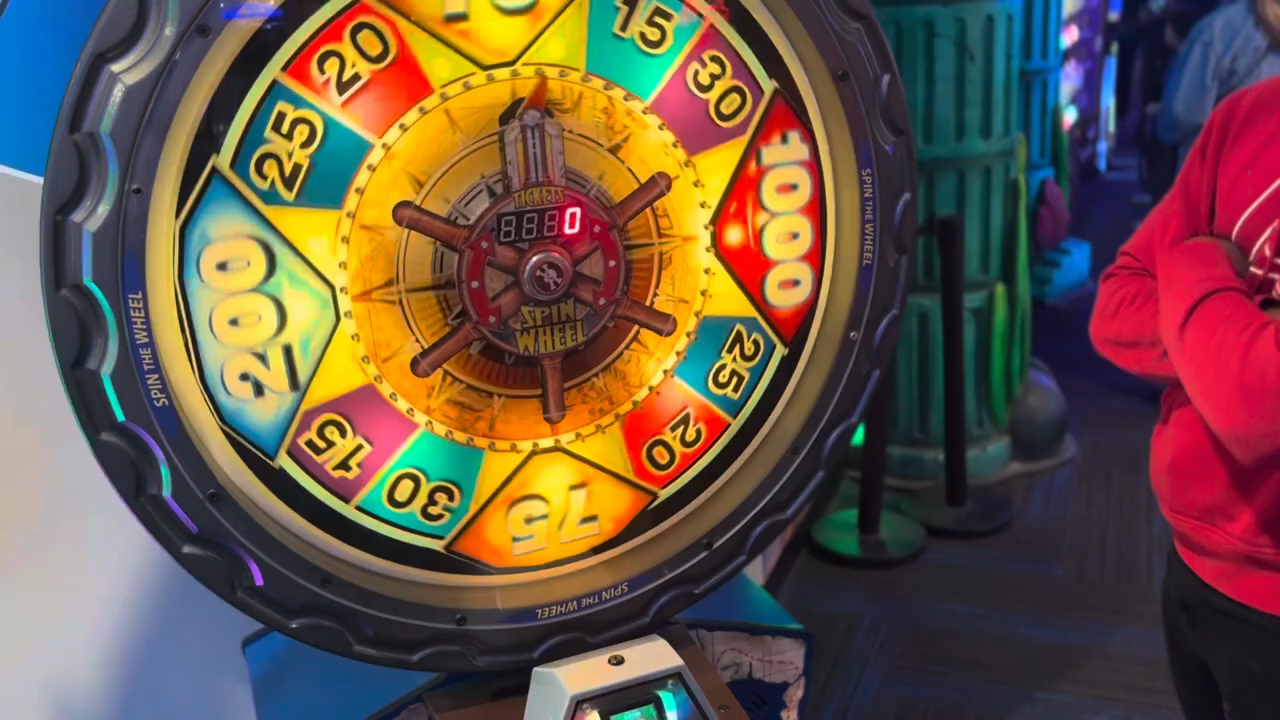 15
20
30
25
1000
TICKETS
0
SPIN
WHEEL
200
25
15
20
30
75
SPIN THE WHEEL
SPIN THE WHEEL
SPIN THE WHEEL